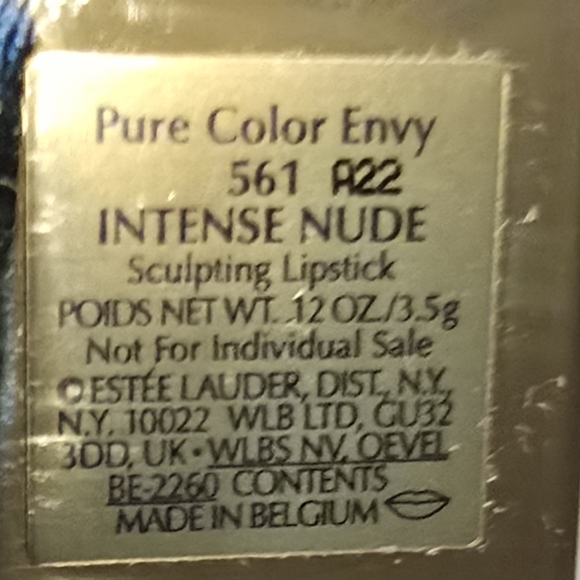 Pure Color Envy
561 A22
INTENSE NUDE
Sculpting Lipstick
POIDS NET WT. .12 OZ./3.5g
Not For Individual Sale
©ESTÉE LAUDER, DIST., N.Y.,
N.Y. 10022 WLB LTD, GU32
3DD, UK • WLBS NV, OEVEL
BE-2260 CONTENTS
MADE IN BELGIUM